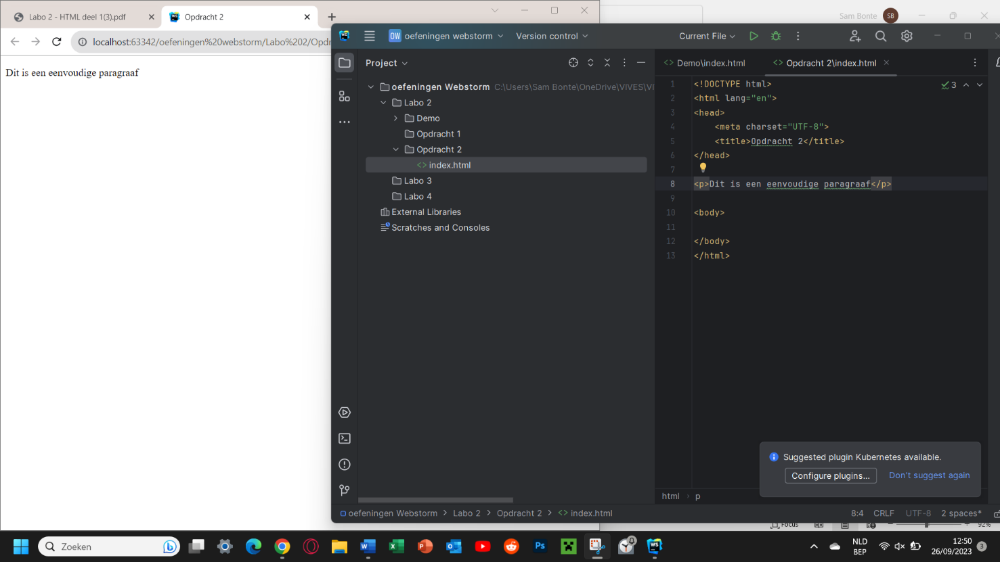 Labo 2 - HTML deel 1(3).pdf
Opdracht 2
Sam Bonte
SB
localhost:63342/oefeningen%20webstorm/Labo%202/Opdr
Dit is een eenvoudige paragraaf
WS
OW
oefeningen webstorm
Version control
Current File
Project
oefeningen Webstorm C:\Users\Sam Bonte\OneDrive\VIVES\VI
Labo 2
Demo
Opdracht 1
Opdracht 2
index.html
Labo 3
Labo 4
External Libraries
Scratches and Consoles
Demo\index.html
Opdracht 2\index.html
3
1 <!DOCTYPE html>
2 <html lang="en">
3 <head>
4 <meta charset="UTF-8">
5 <title>Opdracht 2</title>
6 </head>
7
8 <p>Dit is een eenvoudige paragraaf</p>
9
10 <body>
11
12 </body>
13 </html>
Suggested plugin Kubernetes available.
Configure plugins...
Don't suggest again
html > p
oefeningen Webstorm > Labo 2 > Opdracht 2 > index.html
8:4 CRLF UTF-8 2 spaces*
Focus
92%
Zoeken
Ps
WS
NLD
BEP
12:50
26/09/2023
3